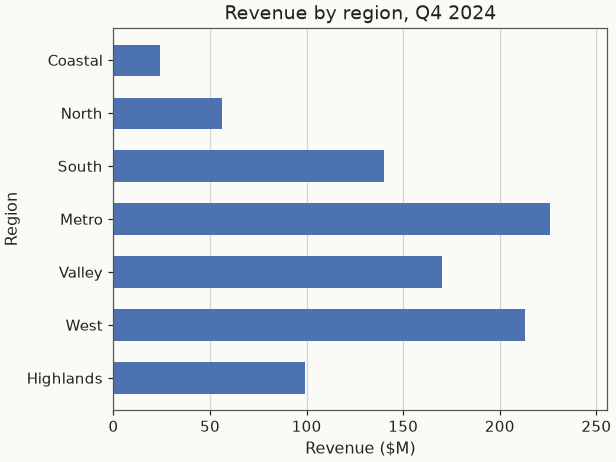 Revenue by region, Q4 2024
Coastal
North
South
Metro
Valley
West
Highlands
Region
0 50 100 150 200 250
Revenue ($M)